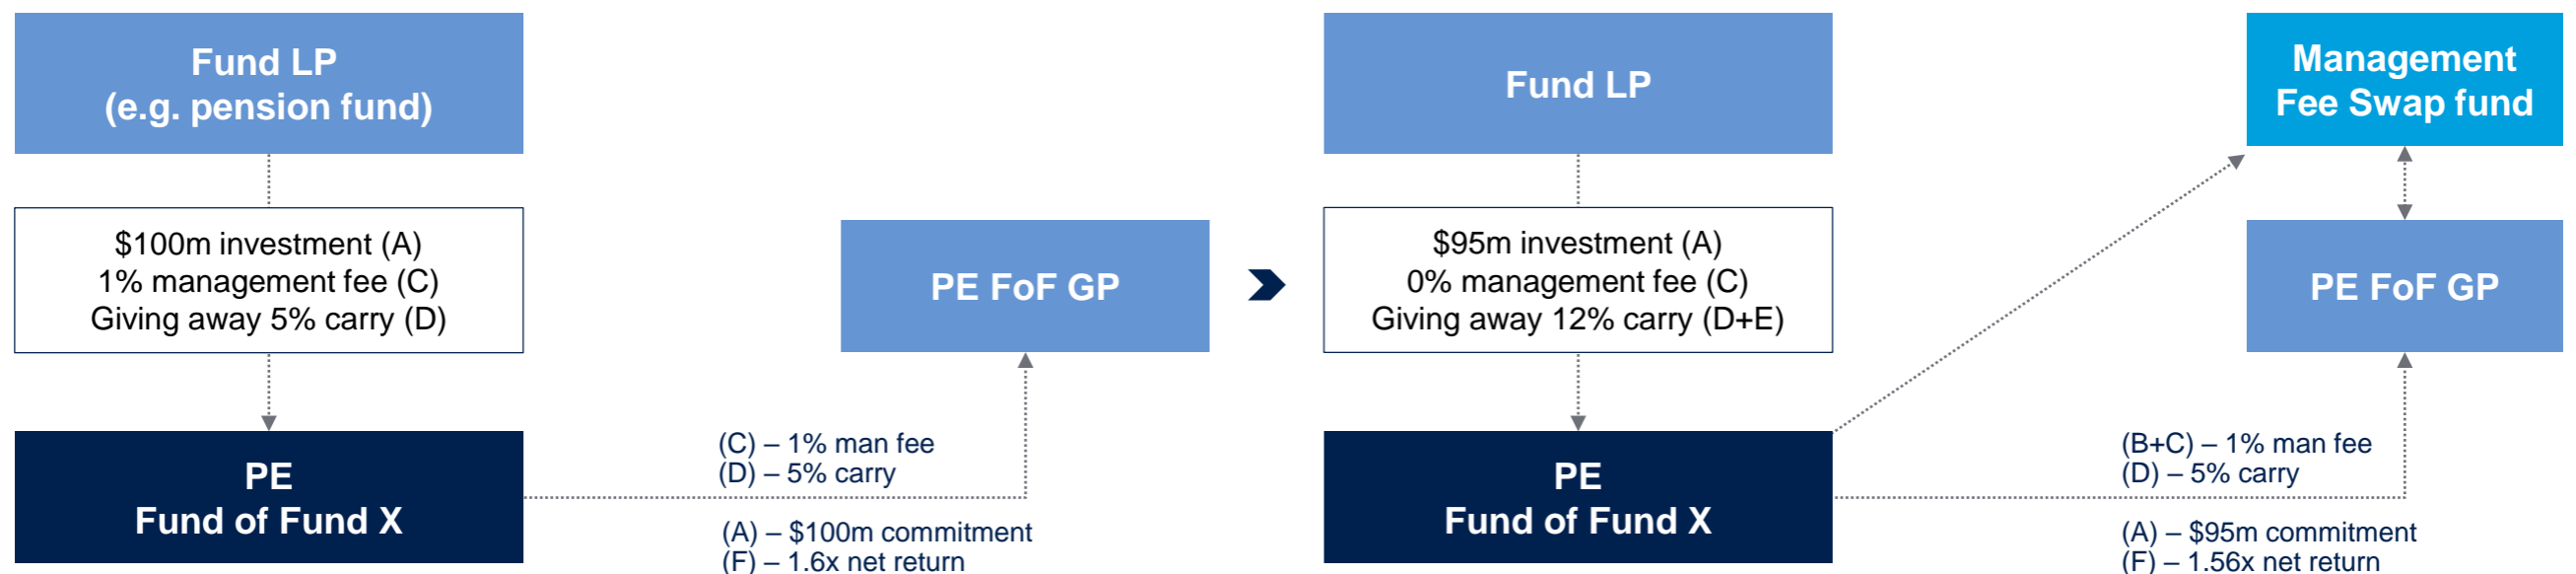 Fund LP
(e.g. pension fund)
$100m investment (A)
1% management fee (C)
Giving away 5% carry (D)
PE
Fund of Fund X
(C) – 1% man fee
(D) – 5% carry
(A) – $100m commitment
(F) – 1.6x net return
PE FoF GP
Fund LP
$95m investment (A)
0% management fee (C)
Giving away 12% carry (D+E)
PE
Fund of Fund X
Management
Fee Swap fund
PE FoF GP
(B+C) – 1% man fee
(D) – 5% carry
(A) – $95m commitment
(F) – 1.56x net return